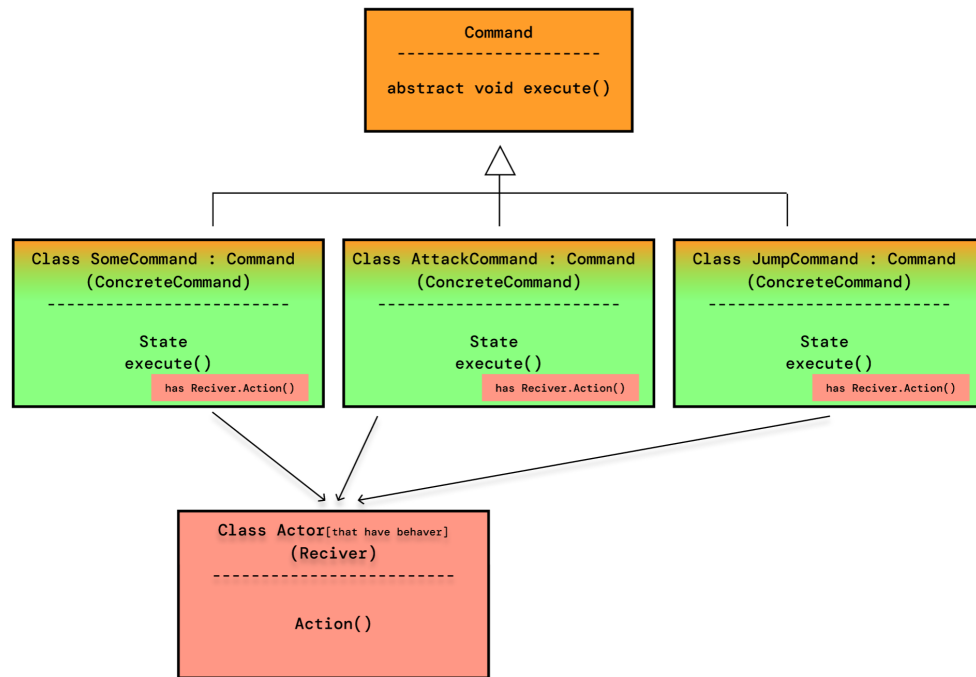 Command
---------------------
abstract void execute()
Class SomeCommand : Command
(ConcreteCommand)
-------------------------
State
execute()
has Reciver.Action()
Class AttackCommand : Command
(ConcreteCommand)
-------------------------
State
execute()
has Reciver.Action()
Class JumpCommand : Command
(ConcreteCommand)
-------------------------
State
execute()
has Reciver.Action()
Class Actor[that have behaver]
(Reciver)
-------------------------
Action()